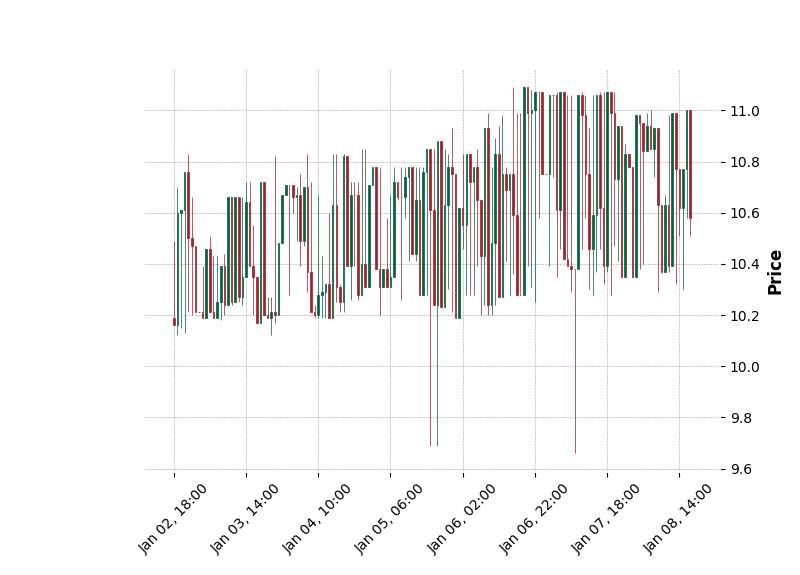 11.0
10.8
10.6
10.4
10.2
10.0
9.8
9.6
Price
Jan 02, 18:00
Jan 03, 14:00
Jan 04, 10:00
Jan 05, 06:00
Jan 06, 02:00
Jan 06, 22:00
Jan 07, 18:00
Jan 08, 14:00